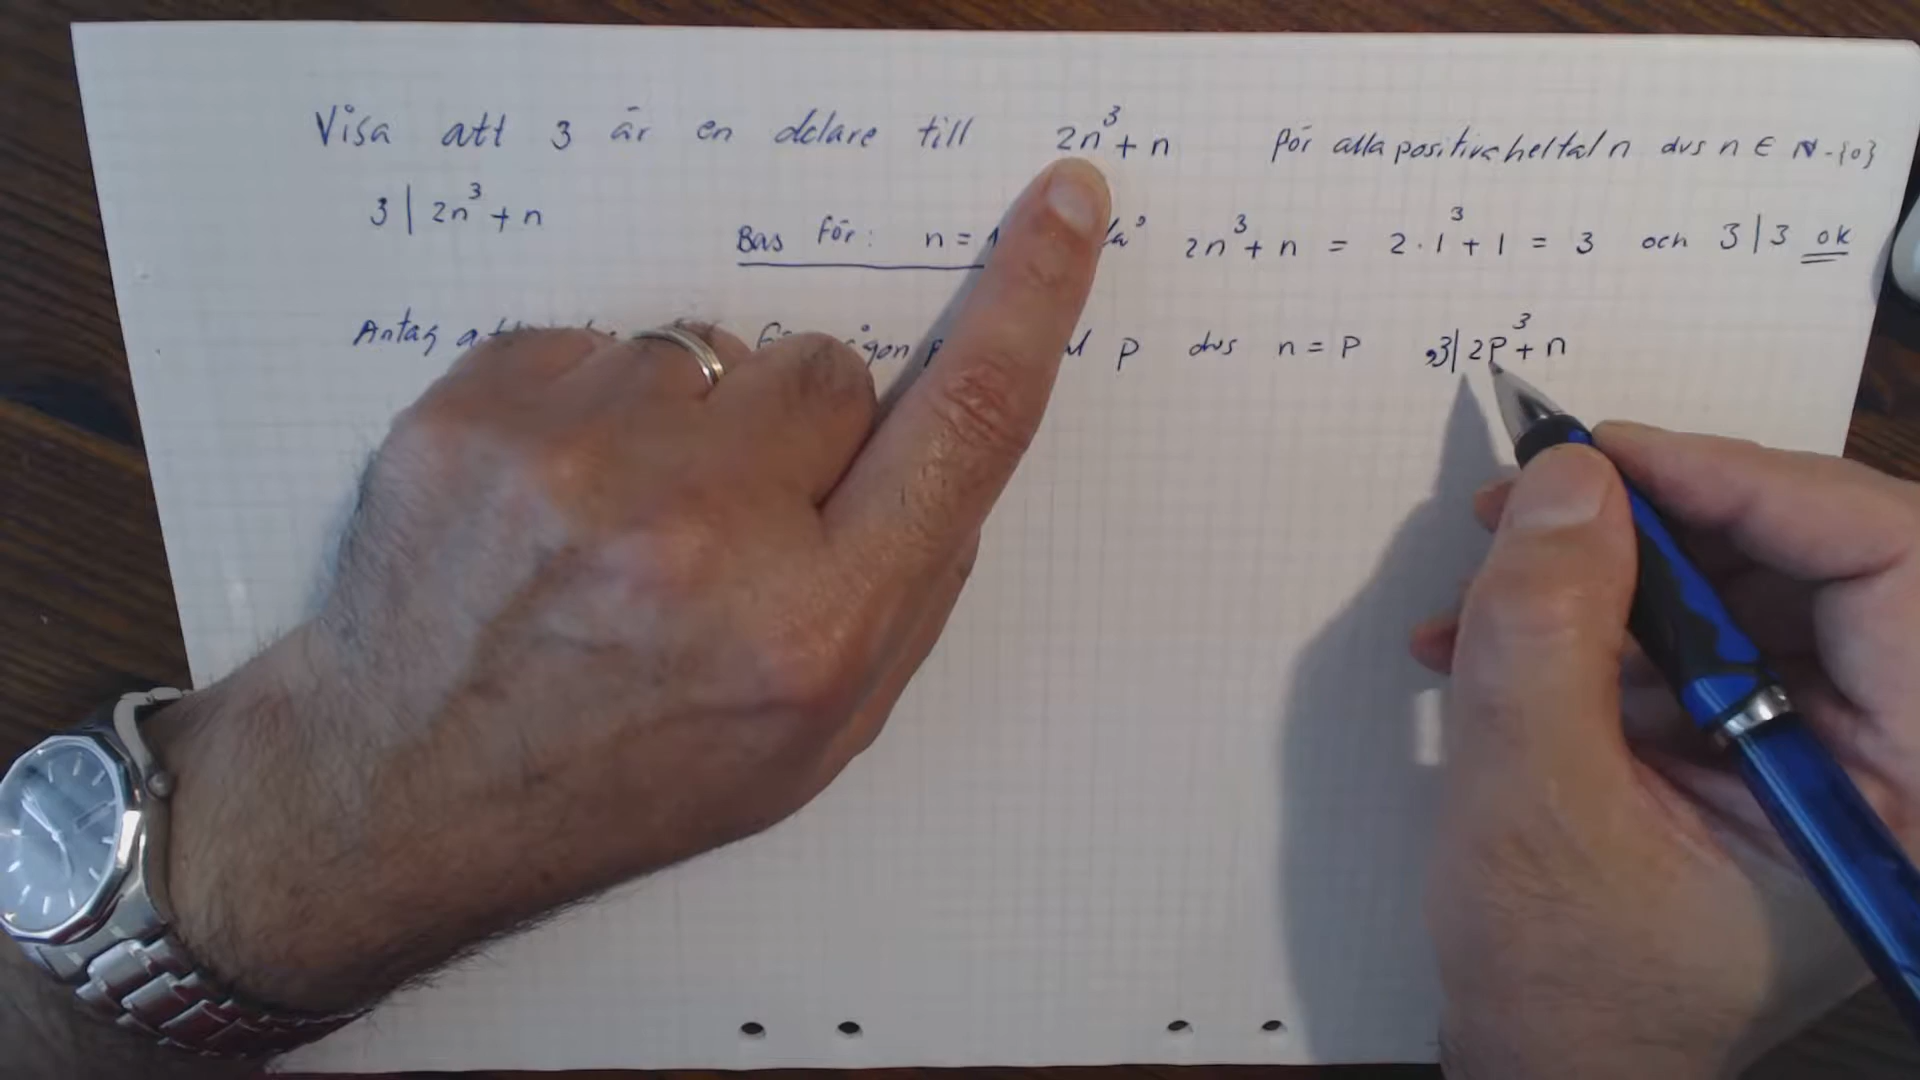 Visa att 3 är en delare till 2n³ + n för alla positiva heltal n dvs n ∈ N - {0}
3 | 2n³ + n
Bas för: n = 1 2n³ + n = 2 · 1³ + 1 = 3 och 3 | 3 ok
Antag p dvs n = p 3 | 2p³ + n